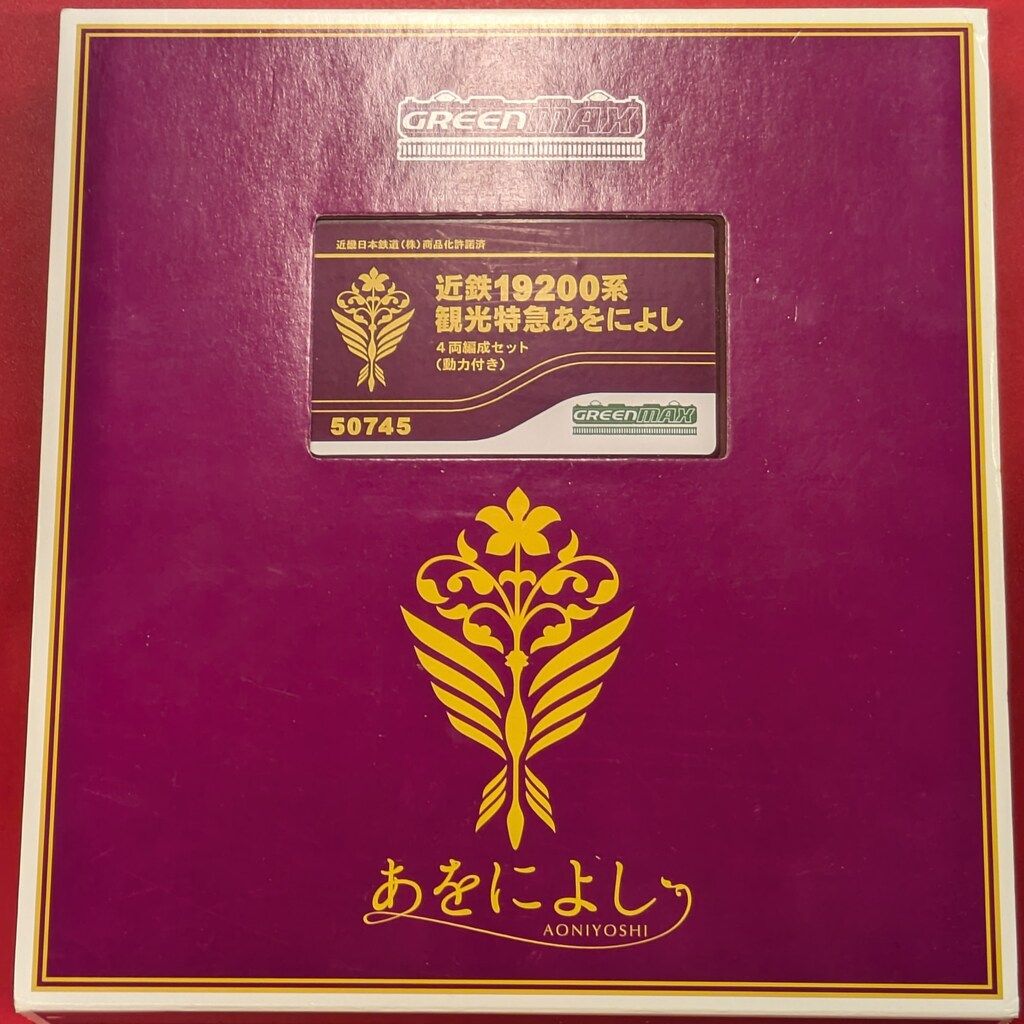 GREENMAX
近畿日本鉄道(株)商品化許諾済
近鉄19200系
観光特急あをによし
4両編成セット
(動力付き)
50745
GREENMAX
あをによし
AONIYOSHI